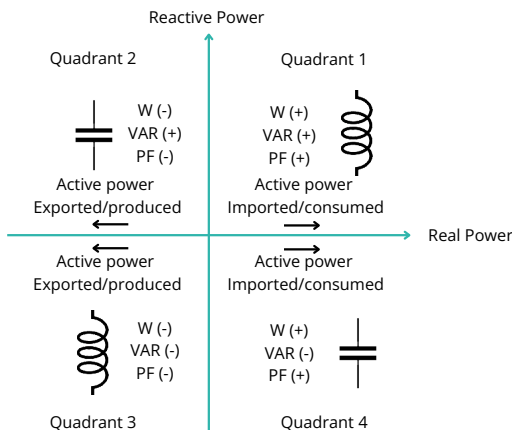 Reactive Power
Quadrant 2
Quadrant 1
W (-)
VAR (+)
PF (-)
W (+)
VAR (+)
PF (+)
Active power
Exported/produced
Active power
Imported/consumed
Real Power
Active power
Exported/produced
Active power
Imported/consumed
W (-)
VAR (-)
PF (-)
W (+)
VAR (-)
PF (+)
Quadrant 3
Quadrant 4